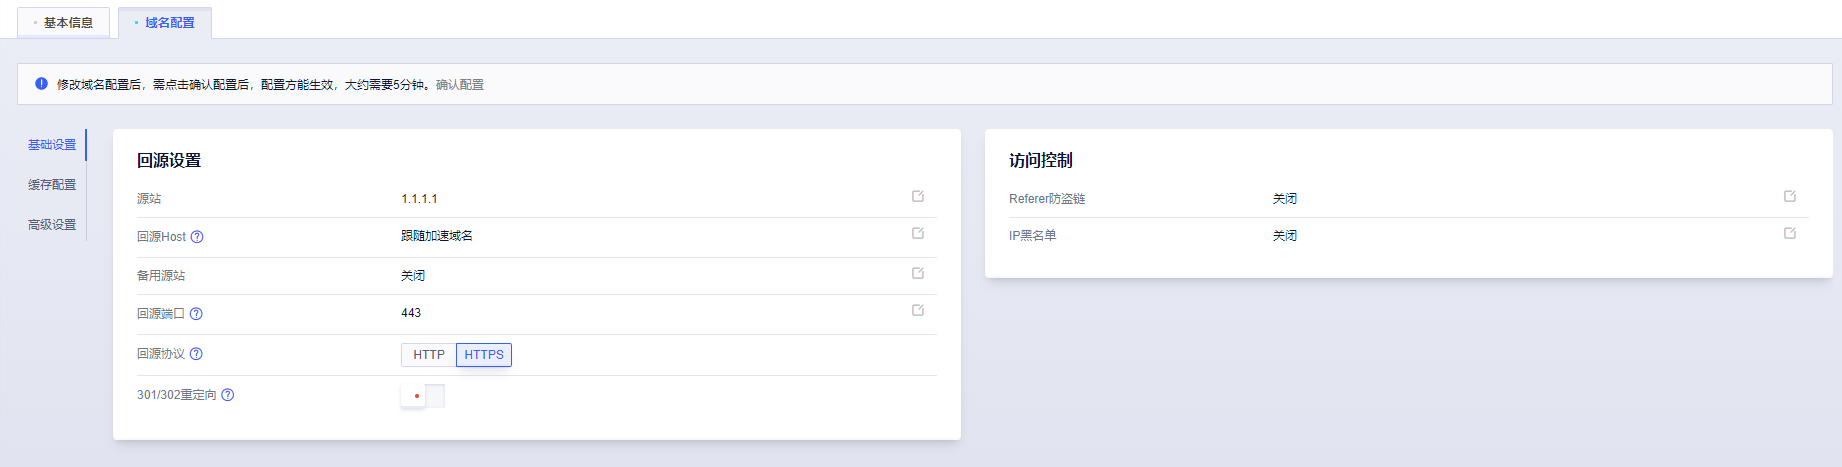 基本信息
域名配置
修改域名配置后，需点击确认配置后，配置方能生效，大约需要5分钟。确认配置
基础设置
缓存配置
高级设置
回源设置
源站 1.1.1.1
回源Host 跟随加速域名
备用源站 关闭
回源端口 443
回源协议 HTTP HTTPS
301/302重定向
访问控制
Referer防盗链 关闭
IP黑名单 关闭